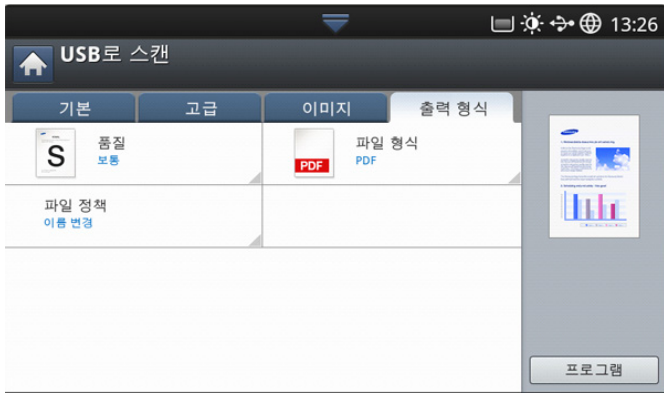 13:26
USB로 스캔
기본
고급
이미지
출력 형식
S
품질
보통
PDF
파일 형식
PDF
파일 정책
이름 변경
프로그램